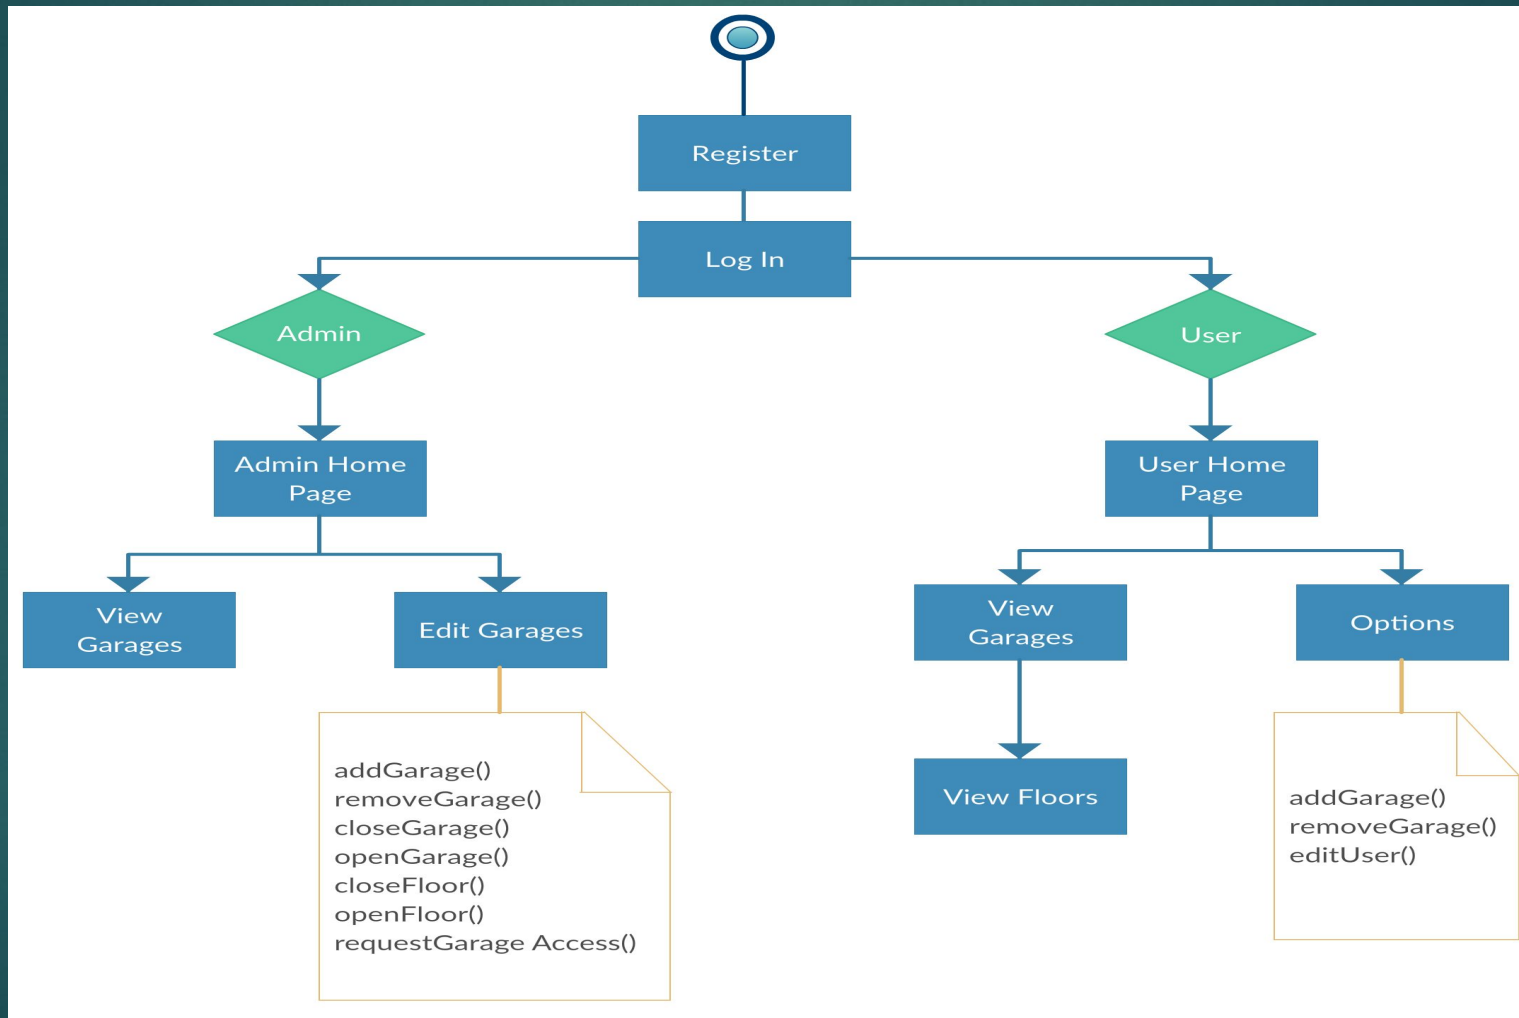 Register
Log In
Admin
User
Admin Home
Page
User Home
Page
View
Garages
Edit Garages
View
Garages
Options
View Floors
addGarage()
removeGarage()
closeGarage()
openGarage()
closeFloor()
openFloor()
requestGarage Access()
addGarage()
removeGarage()
editUser()